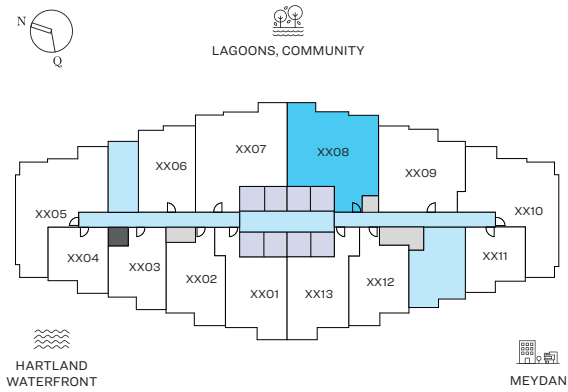 N
Q
LAGOONS, COMMUNITY
XX07
XX08
XX06
XX09
XX05
XX10
XX04
XX03
XX02
XX01
XX13
XX12
XX11
HARTLAND
WATERFRONT
MEYDAN